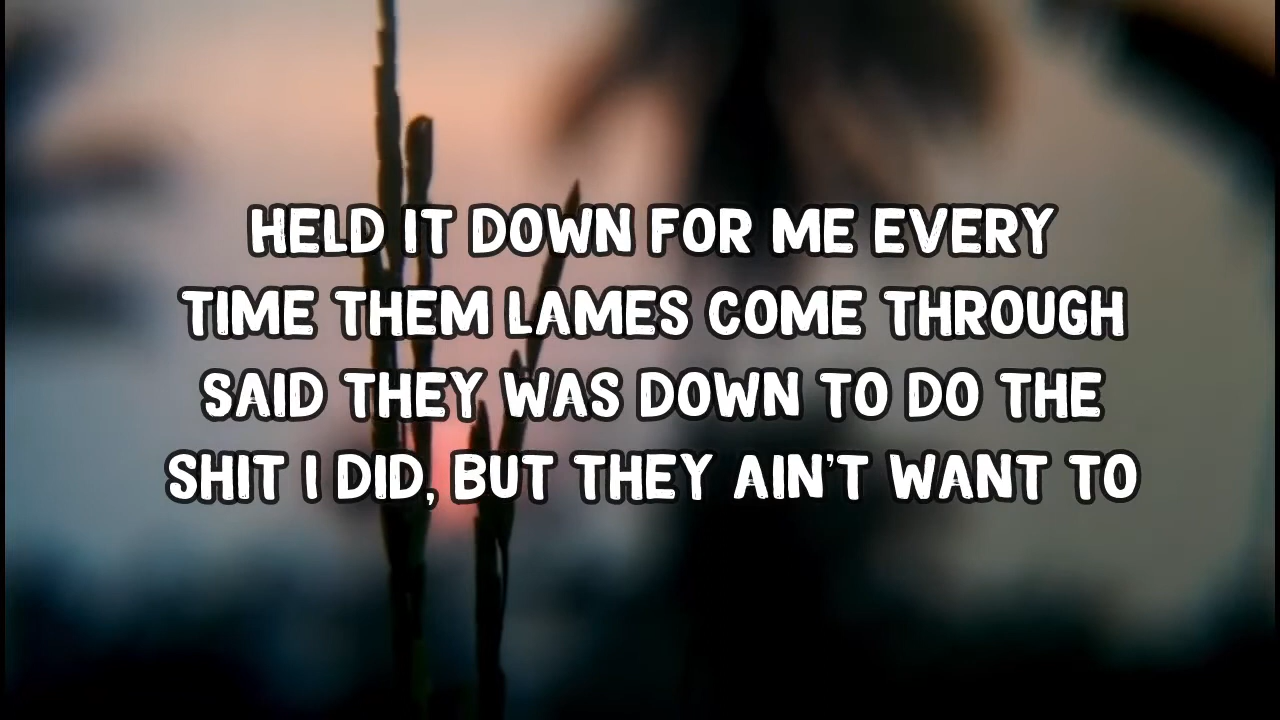 HELD IT DOWN FOR ME EVERY
TIME THEM LAMES COME THROUGH
SAID THEY WAS DOWN TO DO THE
SHIT I DID, BUT THEY AIN'T WANT TO